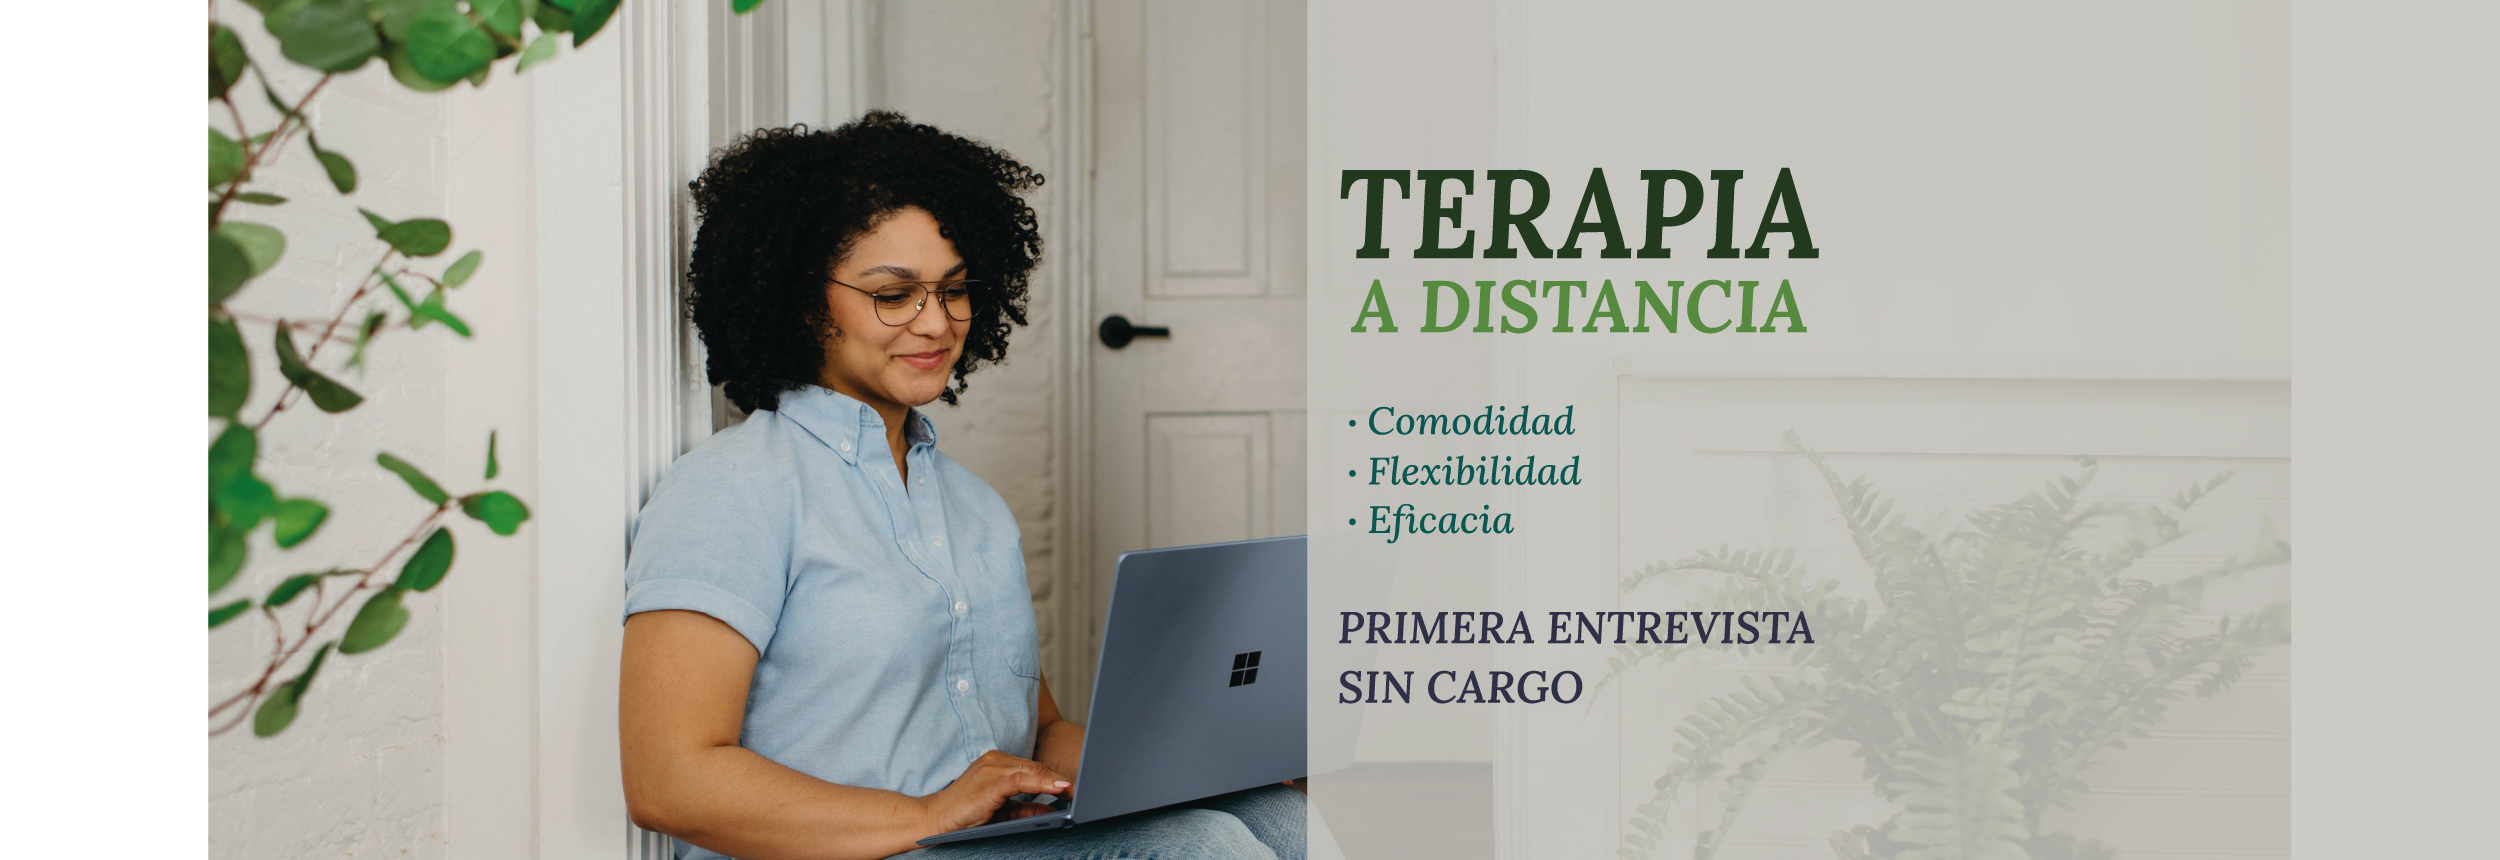 TERAPIA
A DISTANCIA
· Comodidad
· Flexibilidad
· Eficacia
PRIMERA ENTREVISTA
SIN CARGO